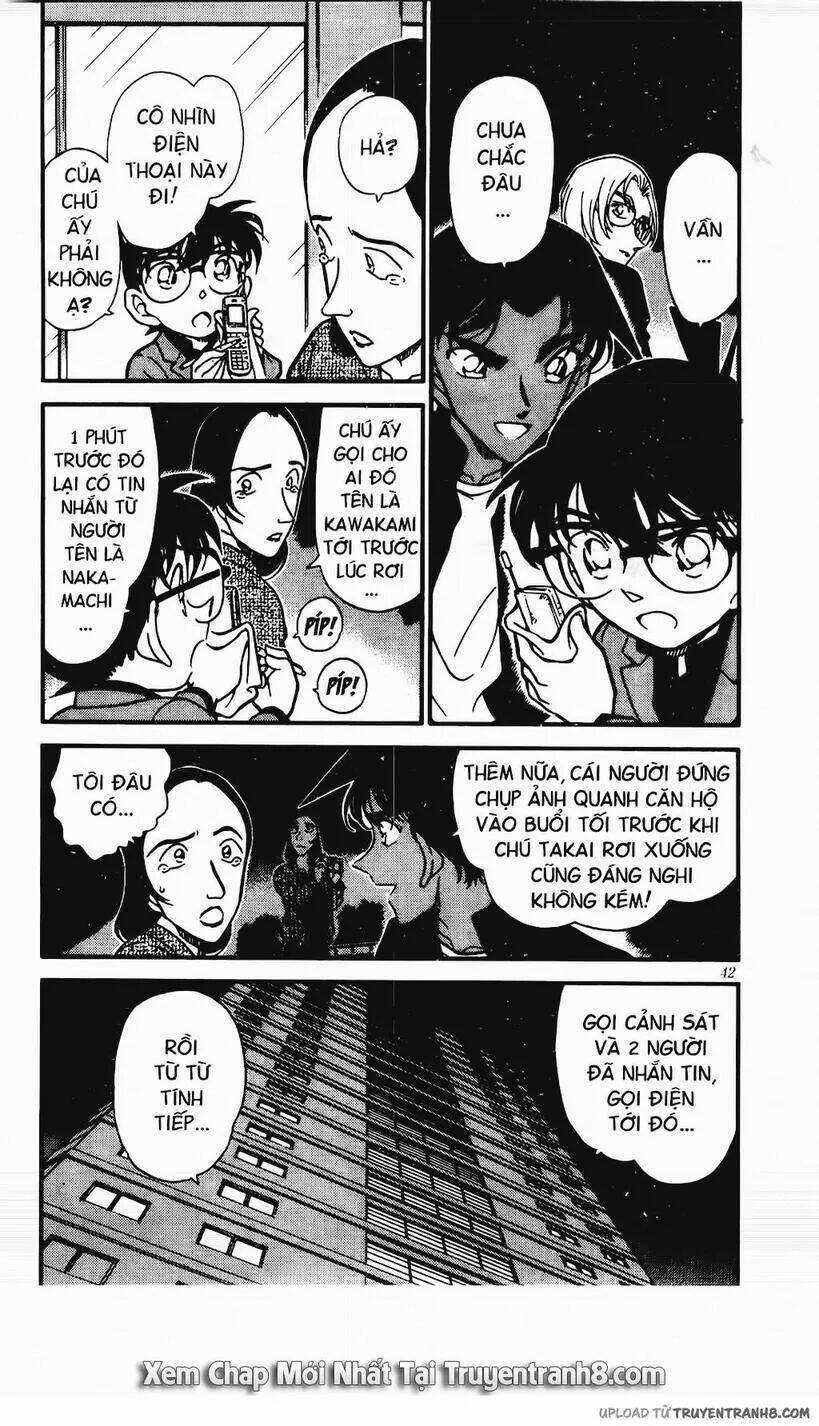 VẦN
...
CHƯA
CHẮC
ĐÂU
...
HẢ?
CÔ NHÌN
ĐIỆN
THOẠI NÀY
ĐI!
CỦA
CHÚ
ẤY
PHẢI
KHÔNG
Ạ?
CHÚ ẤY
GỌI CHO
AI ĐÓ
TÊN LÀ
KAWAKAMI
TỚI TRƯỚC
LÚC RƠI
...
1 PHÚT
TRƯỚC ĐÓ
LẠI CÓ TIN
NHẮN TỪ
NGƯỜI
TÊN LÀ
NAKA-
MACHI
...
PÍP!
PÍP!
THÊM NỮA, CÁI NGƯỜI ĐỨNG
CHỤP ẢNH QUANH CĂN HỘ
VÀO BUỔI TỐI TRƯỚC KHI
CHÚ TAKAI RƠI XUỐNG
CŨNG ĐÁNG NGHI
KHÔNG KÉM!
TÔI ĐÂU
CÓ...
42
GỌI CẢNH SÁT
VÀ 2 NGƯỜI
ĐÃ NHẮN TIN,
GỌI ĐIỆN
TỚI ĐÓ...
RỒI
TỪ TỪ
TÍNH
TIẾP...
Xem Chap Mới Nhất Tại Truyentranh8.com
UPLOAD TỪ TRUYENTRANH8.COM